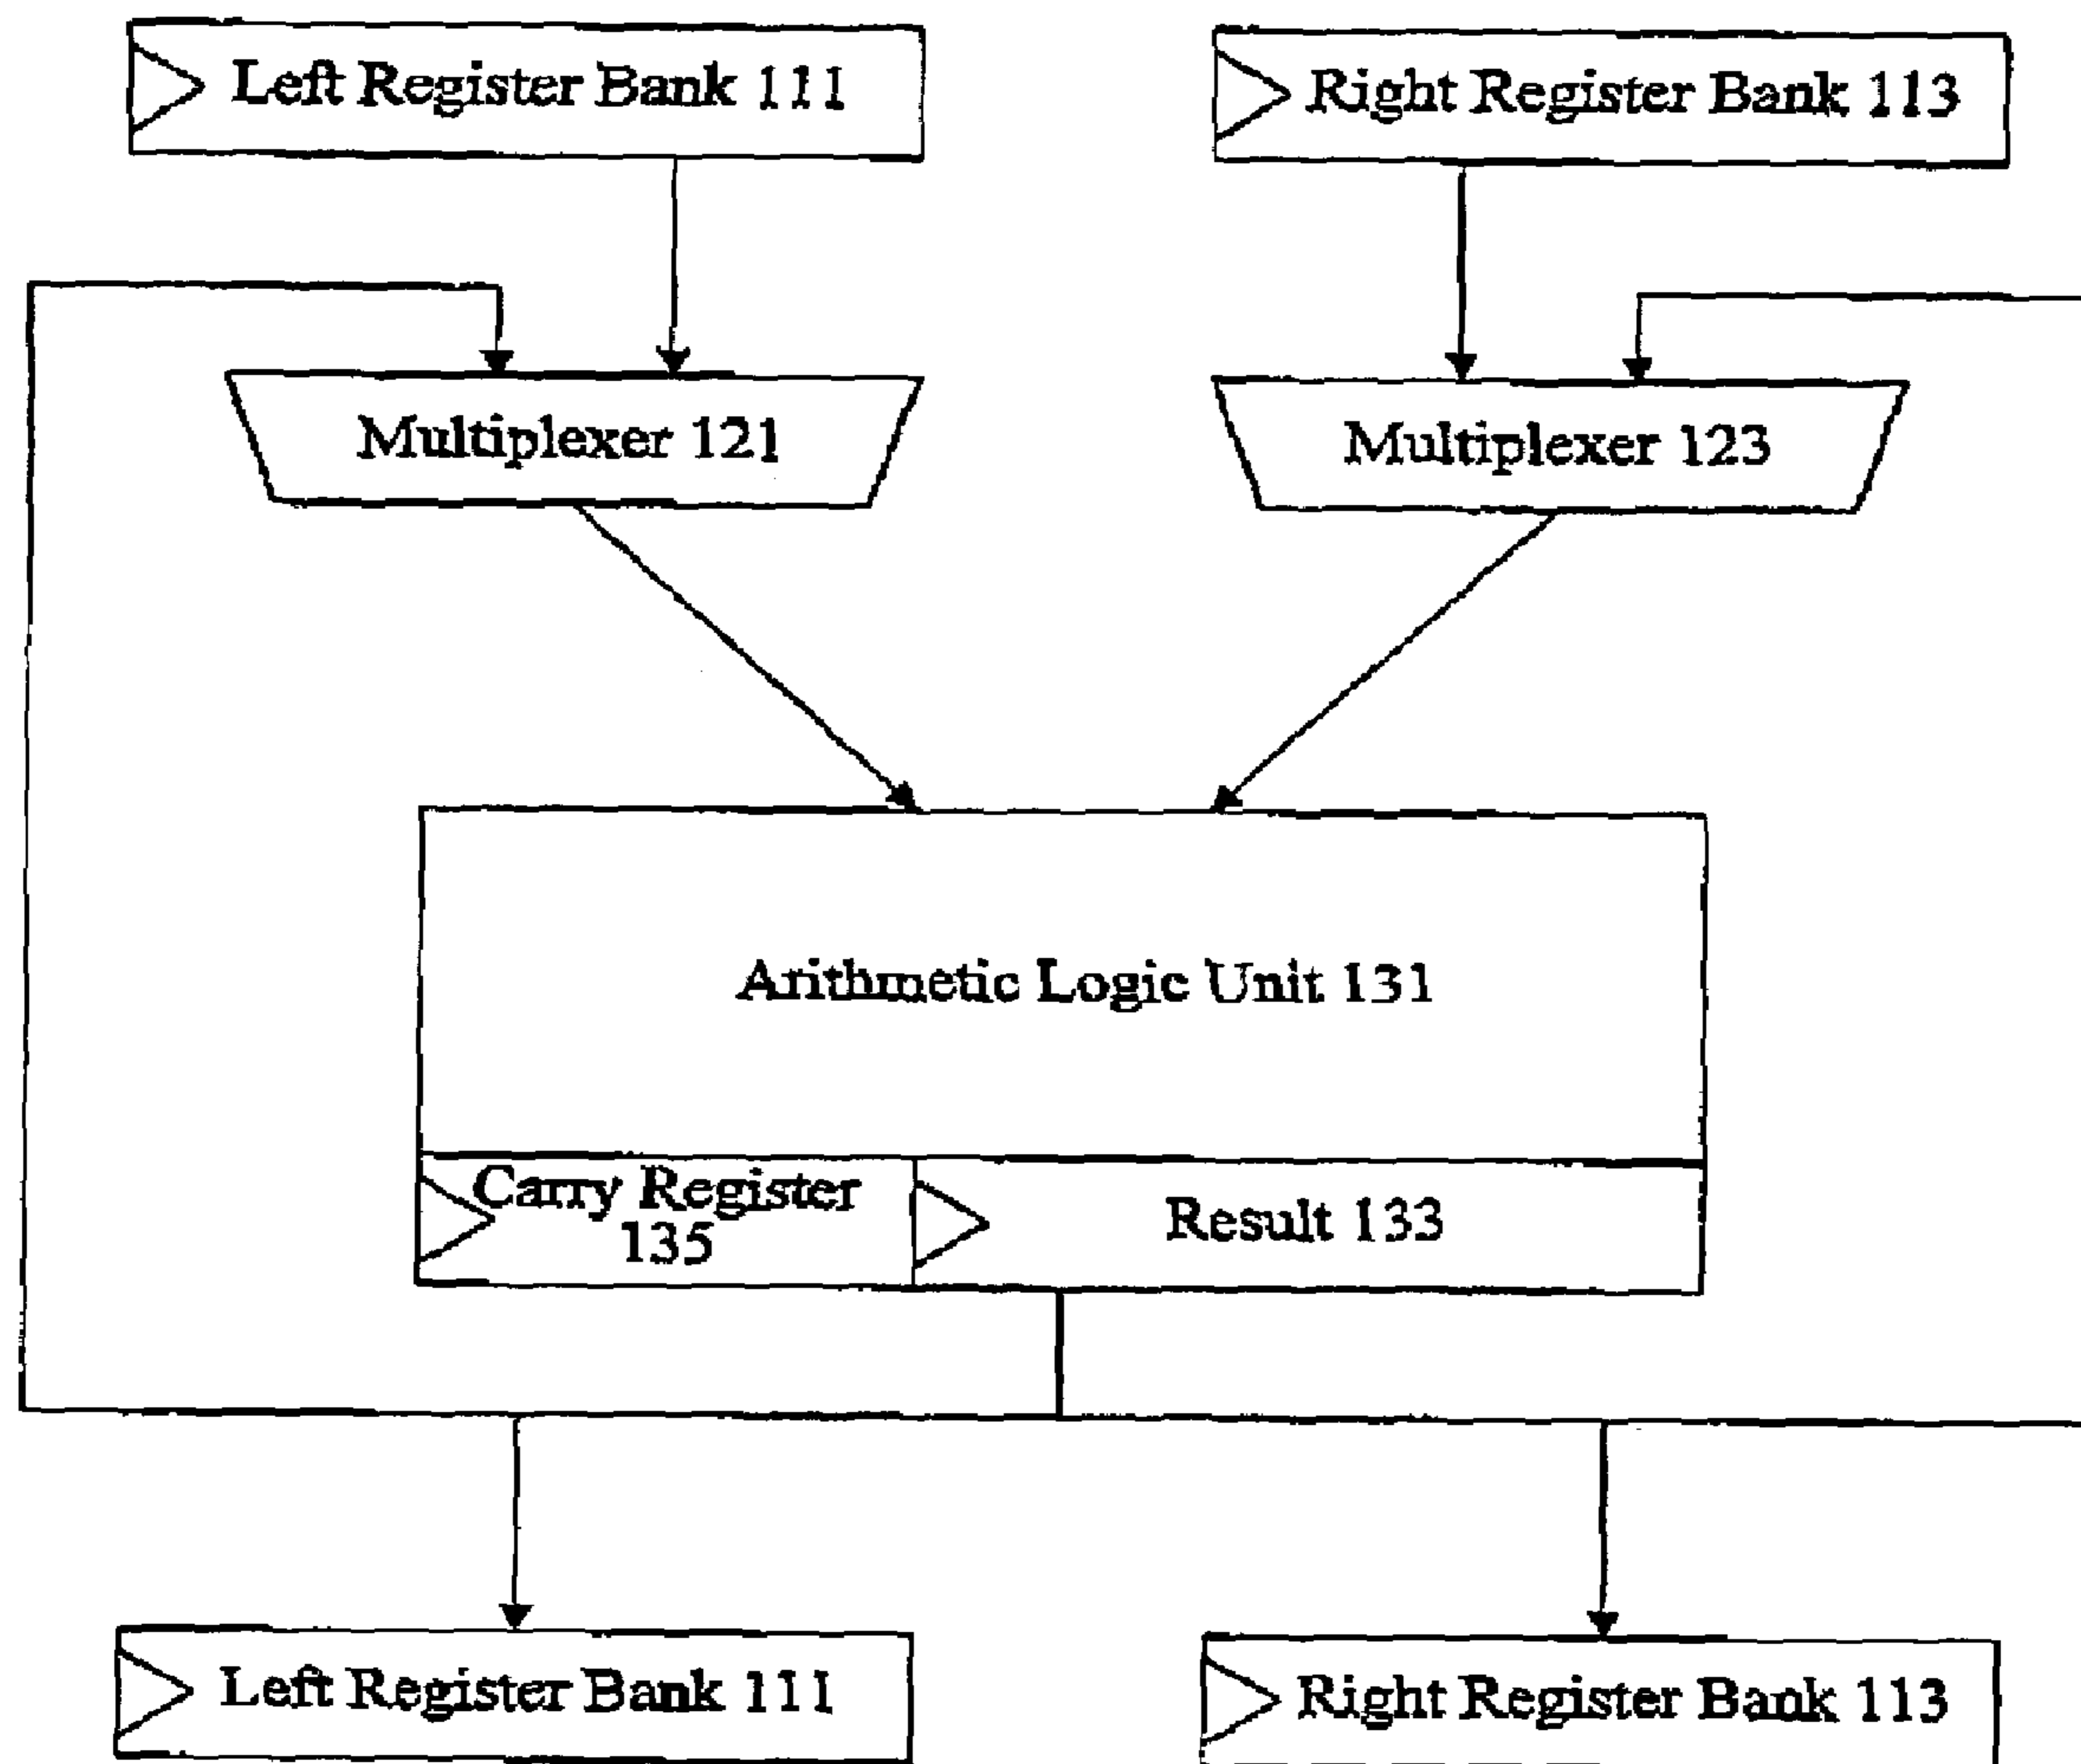 Left Register Bank 111
Right Register Bank 113
Multiplexer 121
Multiplexer 123
Arithmetic Logic Unit 131
Carry Register
135
Result 133
Left Register Bank 111
Right Register Bank 113